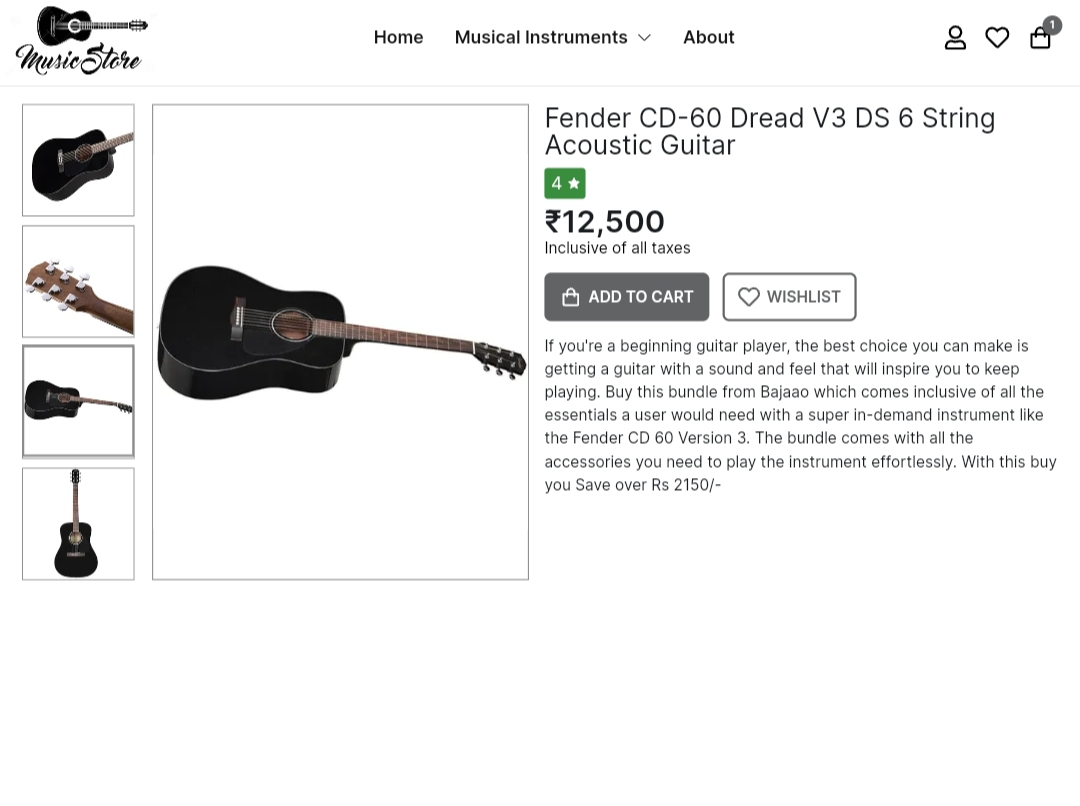 Music Store
Home
Musical Instruments
About
1
Fender CD-60 Dread V3 DS 6 String
Acoustic Guitar
4
₹12,500
Inclusive of all taxes
ADD TO CART
WISHLIST
If you're a beginning guitar player, the best choice you can make is
getting a guitar with a sound and feel that will inspire you to keep
playing. Buy this bundle from Bajaao which comes inclusive of all the
essentials a user would need with a super in-demand instrument like
the Fender CD 60 Version 3. The bundle comes with all the
accessories you need to play the instrument effortlessly. With this buy
you Save over Rs 2150/-